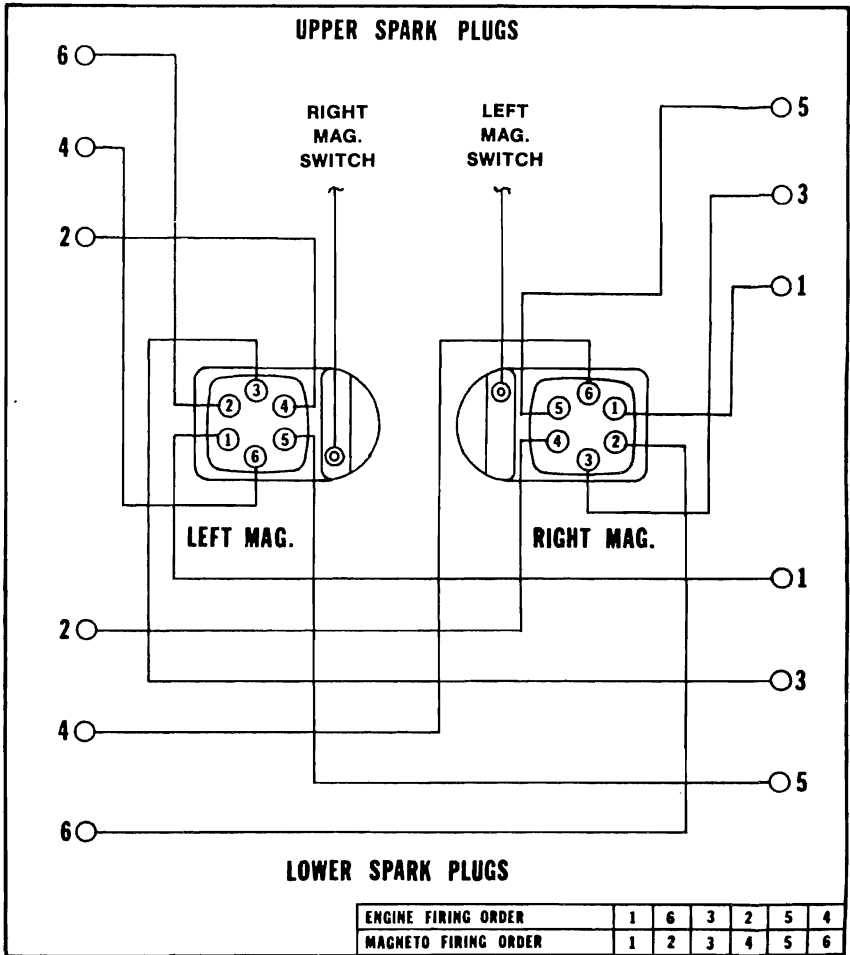 UPPER SPARK PLUGS
6
5
RIGHT
MAG.
SWITCH
LEFT
MAG.
SWITCH
4
3
2
1
3
2
4
1
5
6
6
5
1
4
2
3
LEFT MAG.
RIGHT MAG.
1
2
3
4
5
6
LOWER SPARK PLUGS
ENGINE FIRING ORDER 1 6 3 2 5 4
MAGNETO FIRING ORDER 1 2 3 4 5 6